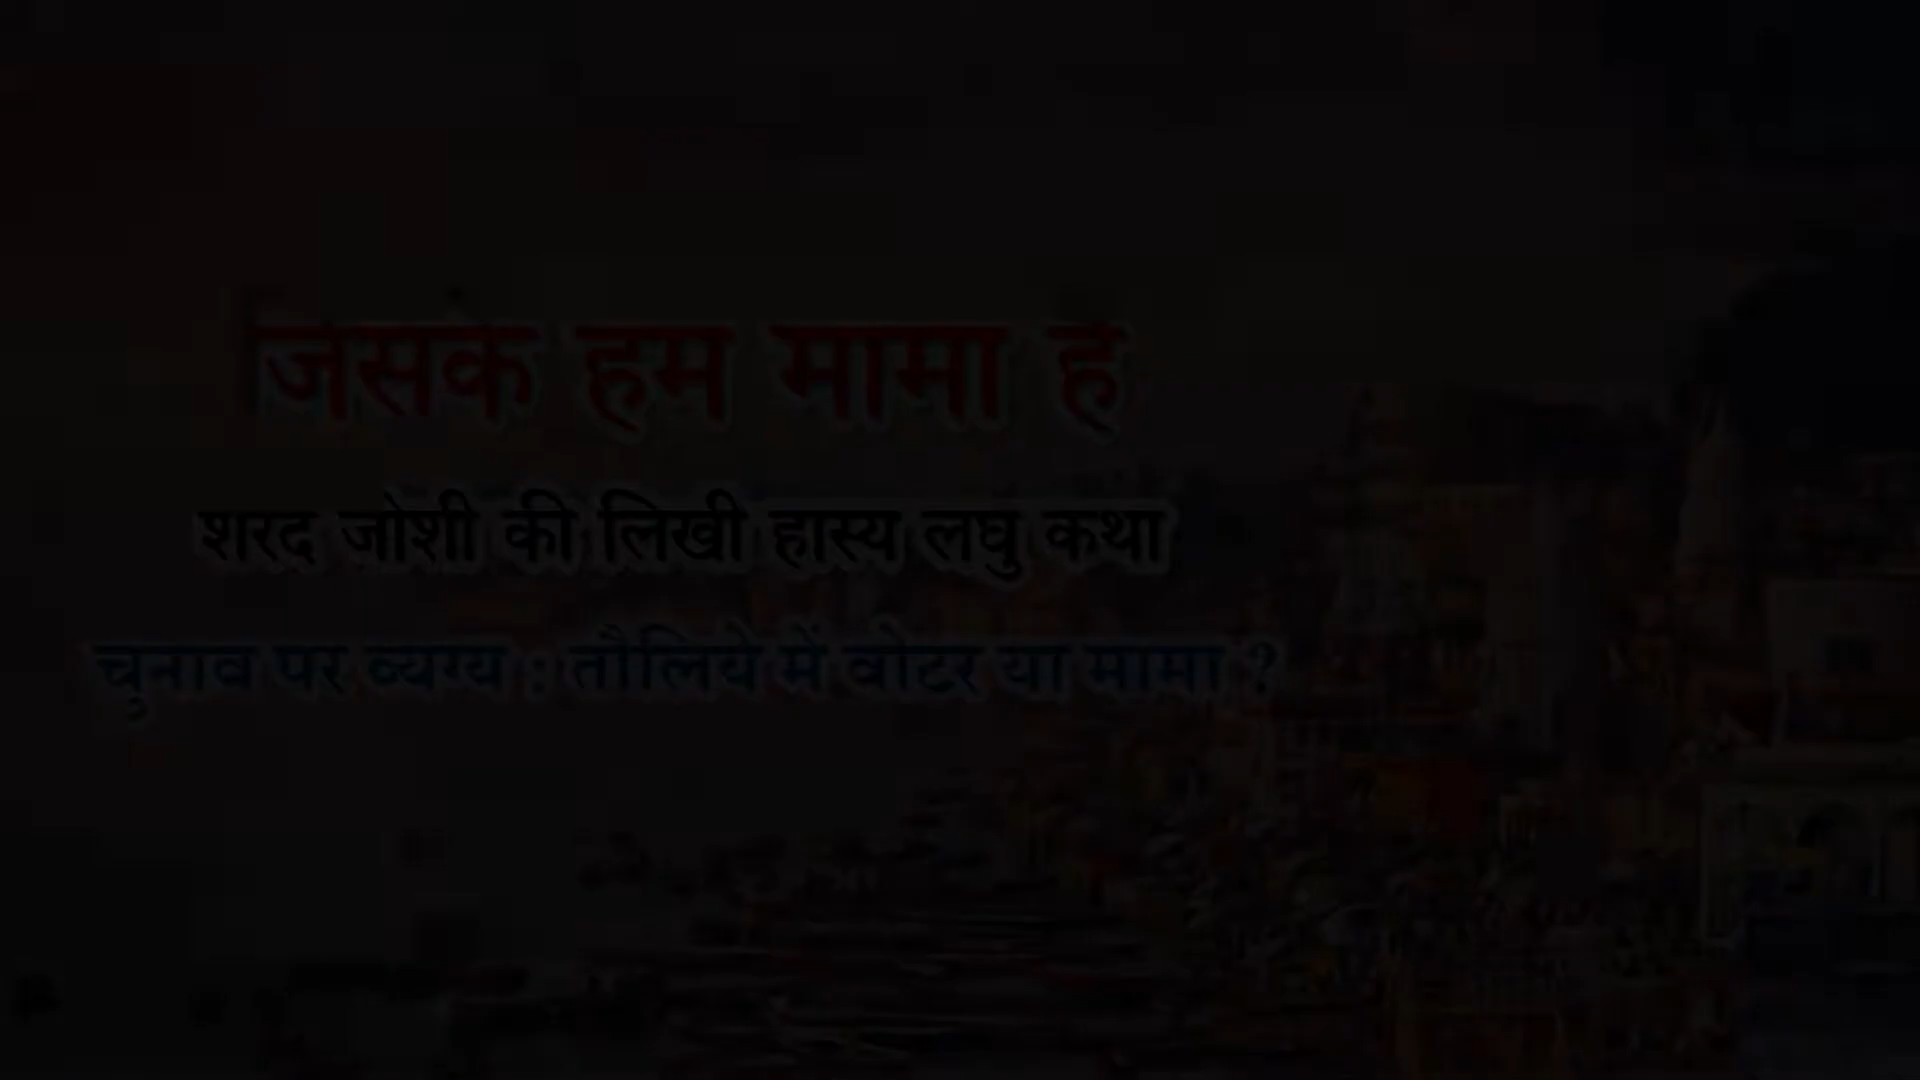 जिसके हम मामा हैं
शरद जोशी की लिखी हास्य लघु कथा
चुनाव पर व्यंग्य : तौलिये में वोटर या मामा ?